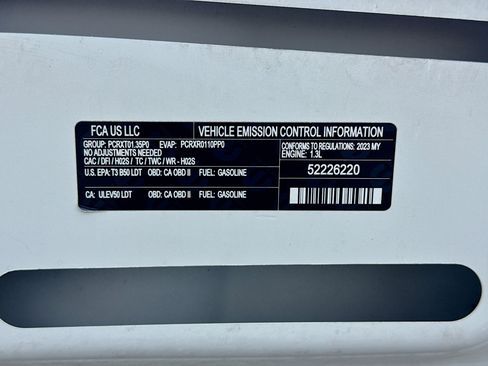 FCA US LLC VEHICLE EMISSION CONTROL INFORMATION
GROUP: PCRXT01.35P0 EVAP: PCRXR0110PP0 CONFORMS TO REGULATIONS: 2023 MY
NO ADJUSTMENTS NEEDED ENGINE: 1.3L
CAC / DFI / H02S / TC / TWC / WR - H02S
U.S. EPA: T3 B50 LDT OBD: CA OBD II FUEL: GASOLINE 52226220
CA: ULEV50 LDT OBD: CA OBD II FUEL: GASOLINE